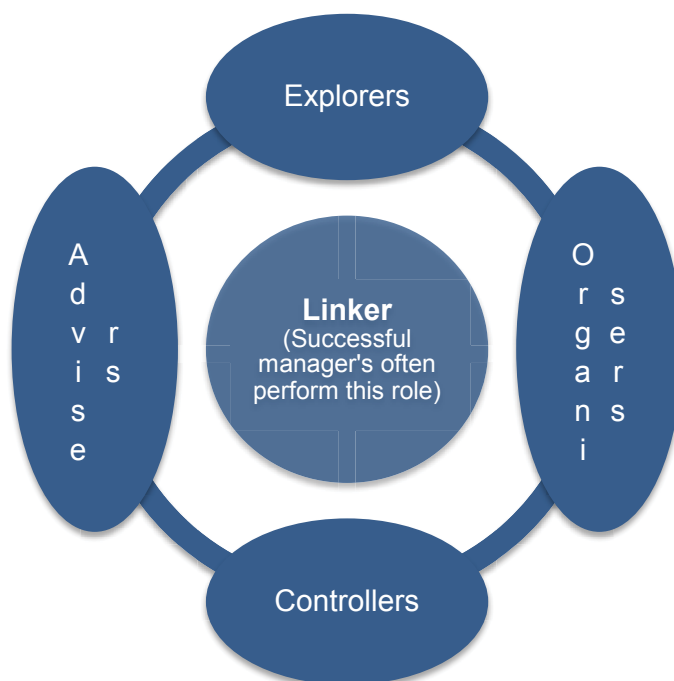 Explorers
Advisers
Linker
(Successful
manager's often
perform this role)
Organisers
Controllers